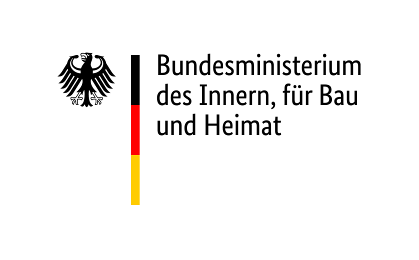 Bundesministerium
des Innern, für Bau
und Heimat